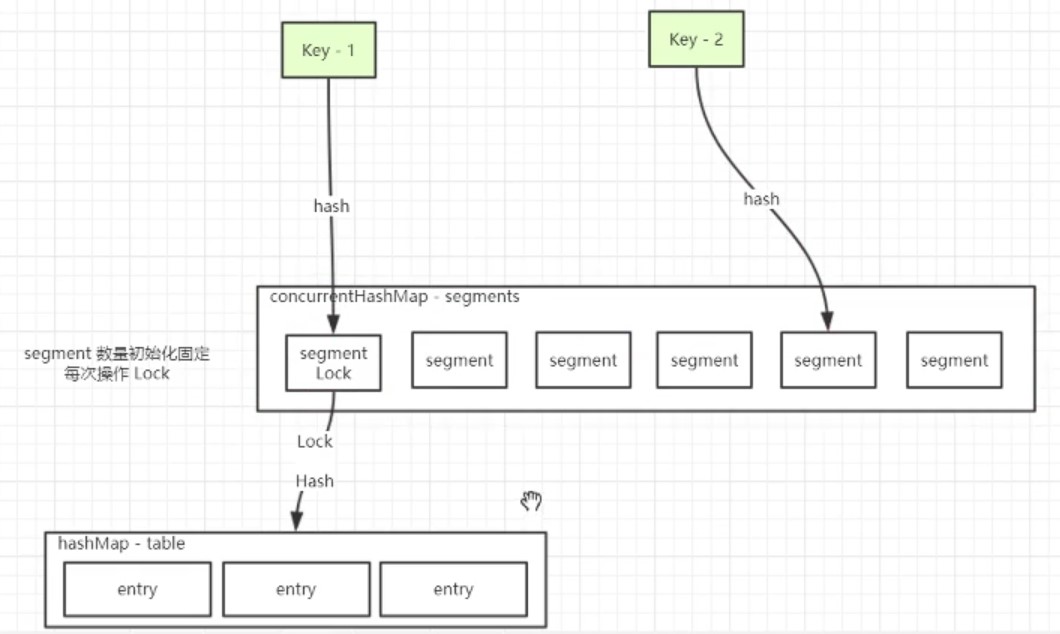 Key - 1
Key - 2
hash
hash
concurrentHashMap - segments
segment 数量初始化固定
每次操作 Lock
segment
Lock
segment
segment
segment
segment
segment
Lock
Hash
hashMap - table
entry
entry
entry